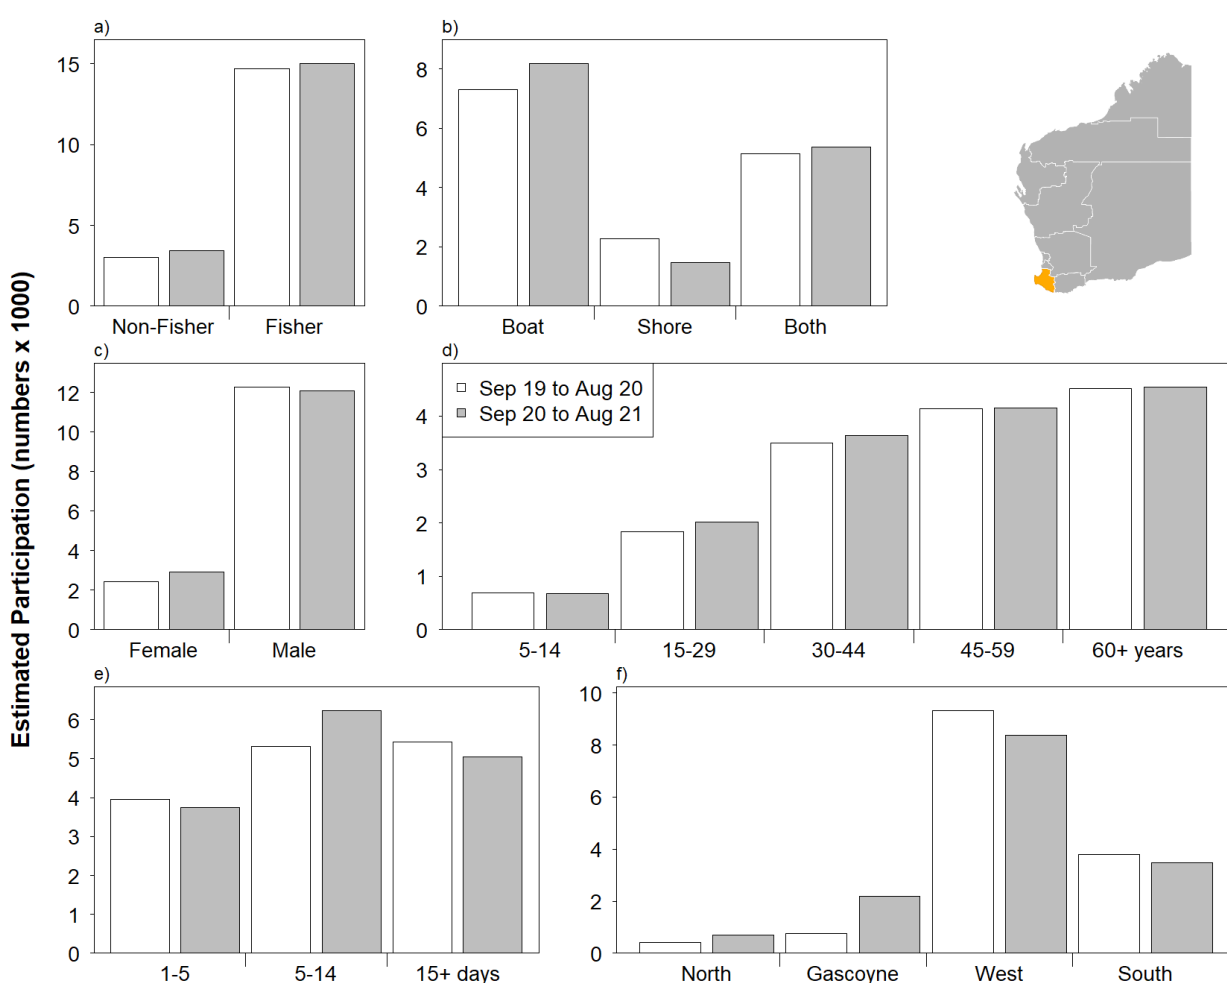 a)
15
10
5
0
Non-Fisher Fisher
b)
8
6
4
2
0
Boat Shore Both
Estimated Participation (numbers x 1000)
c)
12
10
8
6
4
2
0
Female Male
d)
Sep 19 to Aug 20
Sep 20 to Aug 21
4
3
2
1
0
5-14 15-29 30-44 45-59 60+ years
e)
6
5
4
3
2
1
0
1-5 5-14 15+ days
f)
10
8
6
4
2
0
North Gascoyne West South